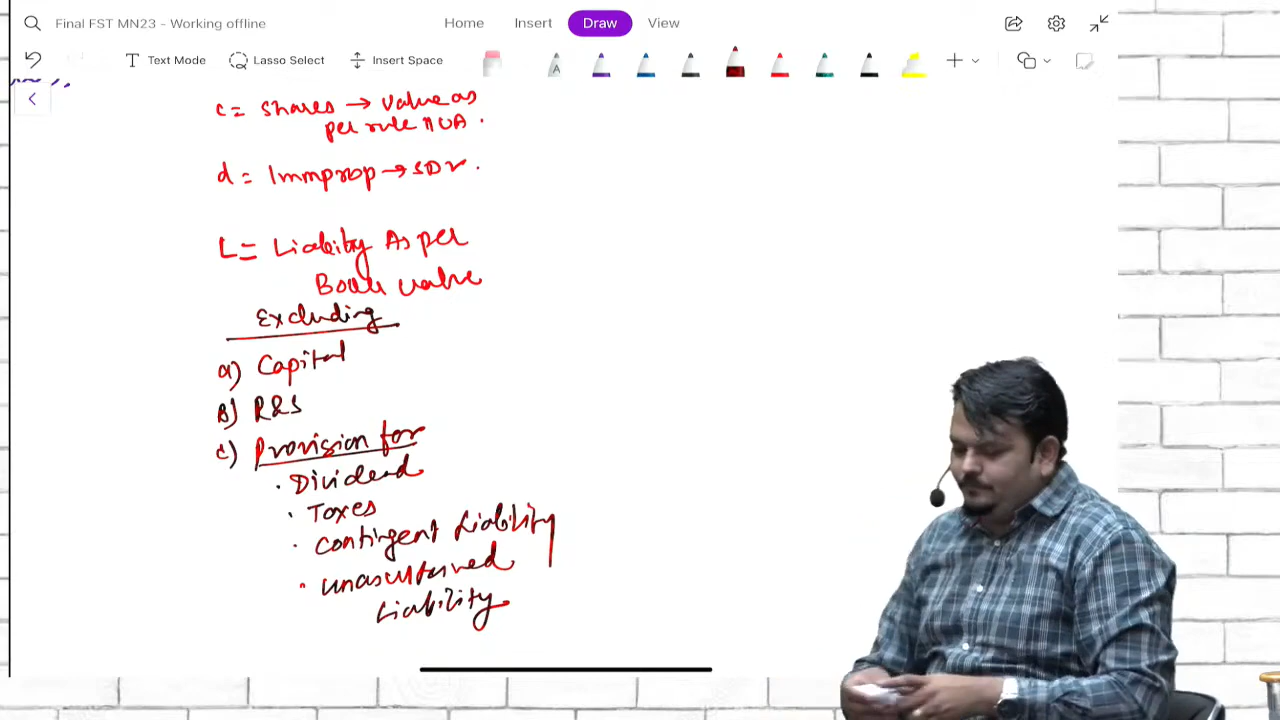 Final FST MN23 - Working offline
Home Insert Draw View
T Text Mode Lasso Select Insert Space
A
c = Shares → value as
per rule 11UA.
d = Immprop → SDV.
L = Liability As per
Book value
Excluding
a) Capital
B) R&S
c) Provision for
· Dividend
· Taxes
· Contingent Liability
· unascertained
Liability